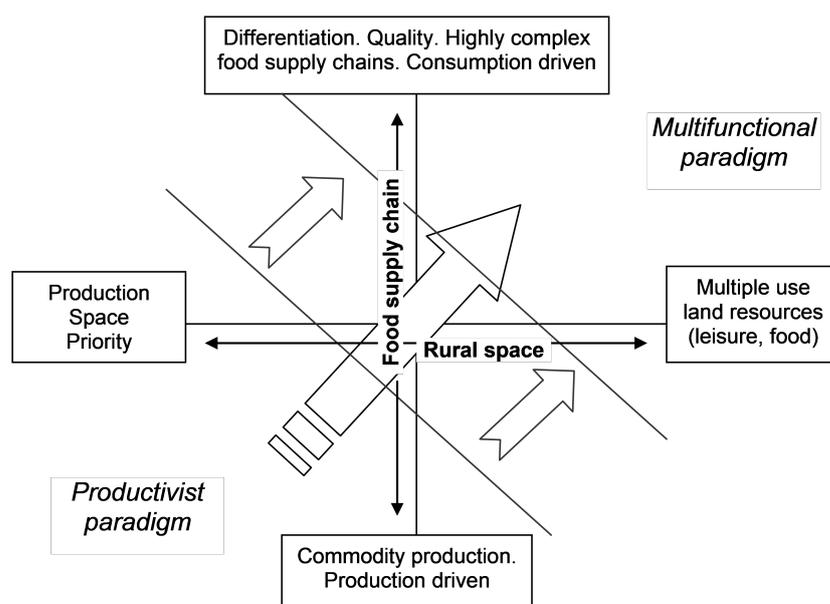 Differentiation. Quality. Highly complex
food supply chains. Consumption driven
Multifunctional
paradigm
Food supply chain
Production
Space
Priority
Rural space
Multiple use
land resources
(leisure, food)
Productivist
paradigm
Commodity production.
Production driven